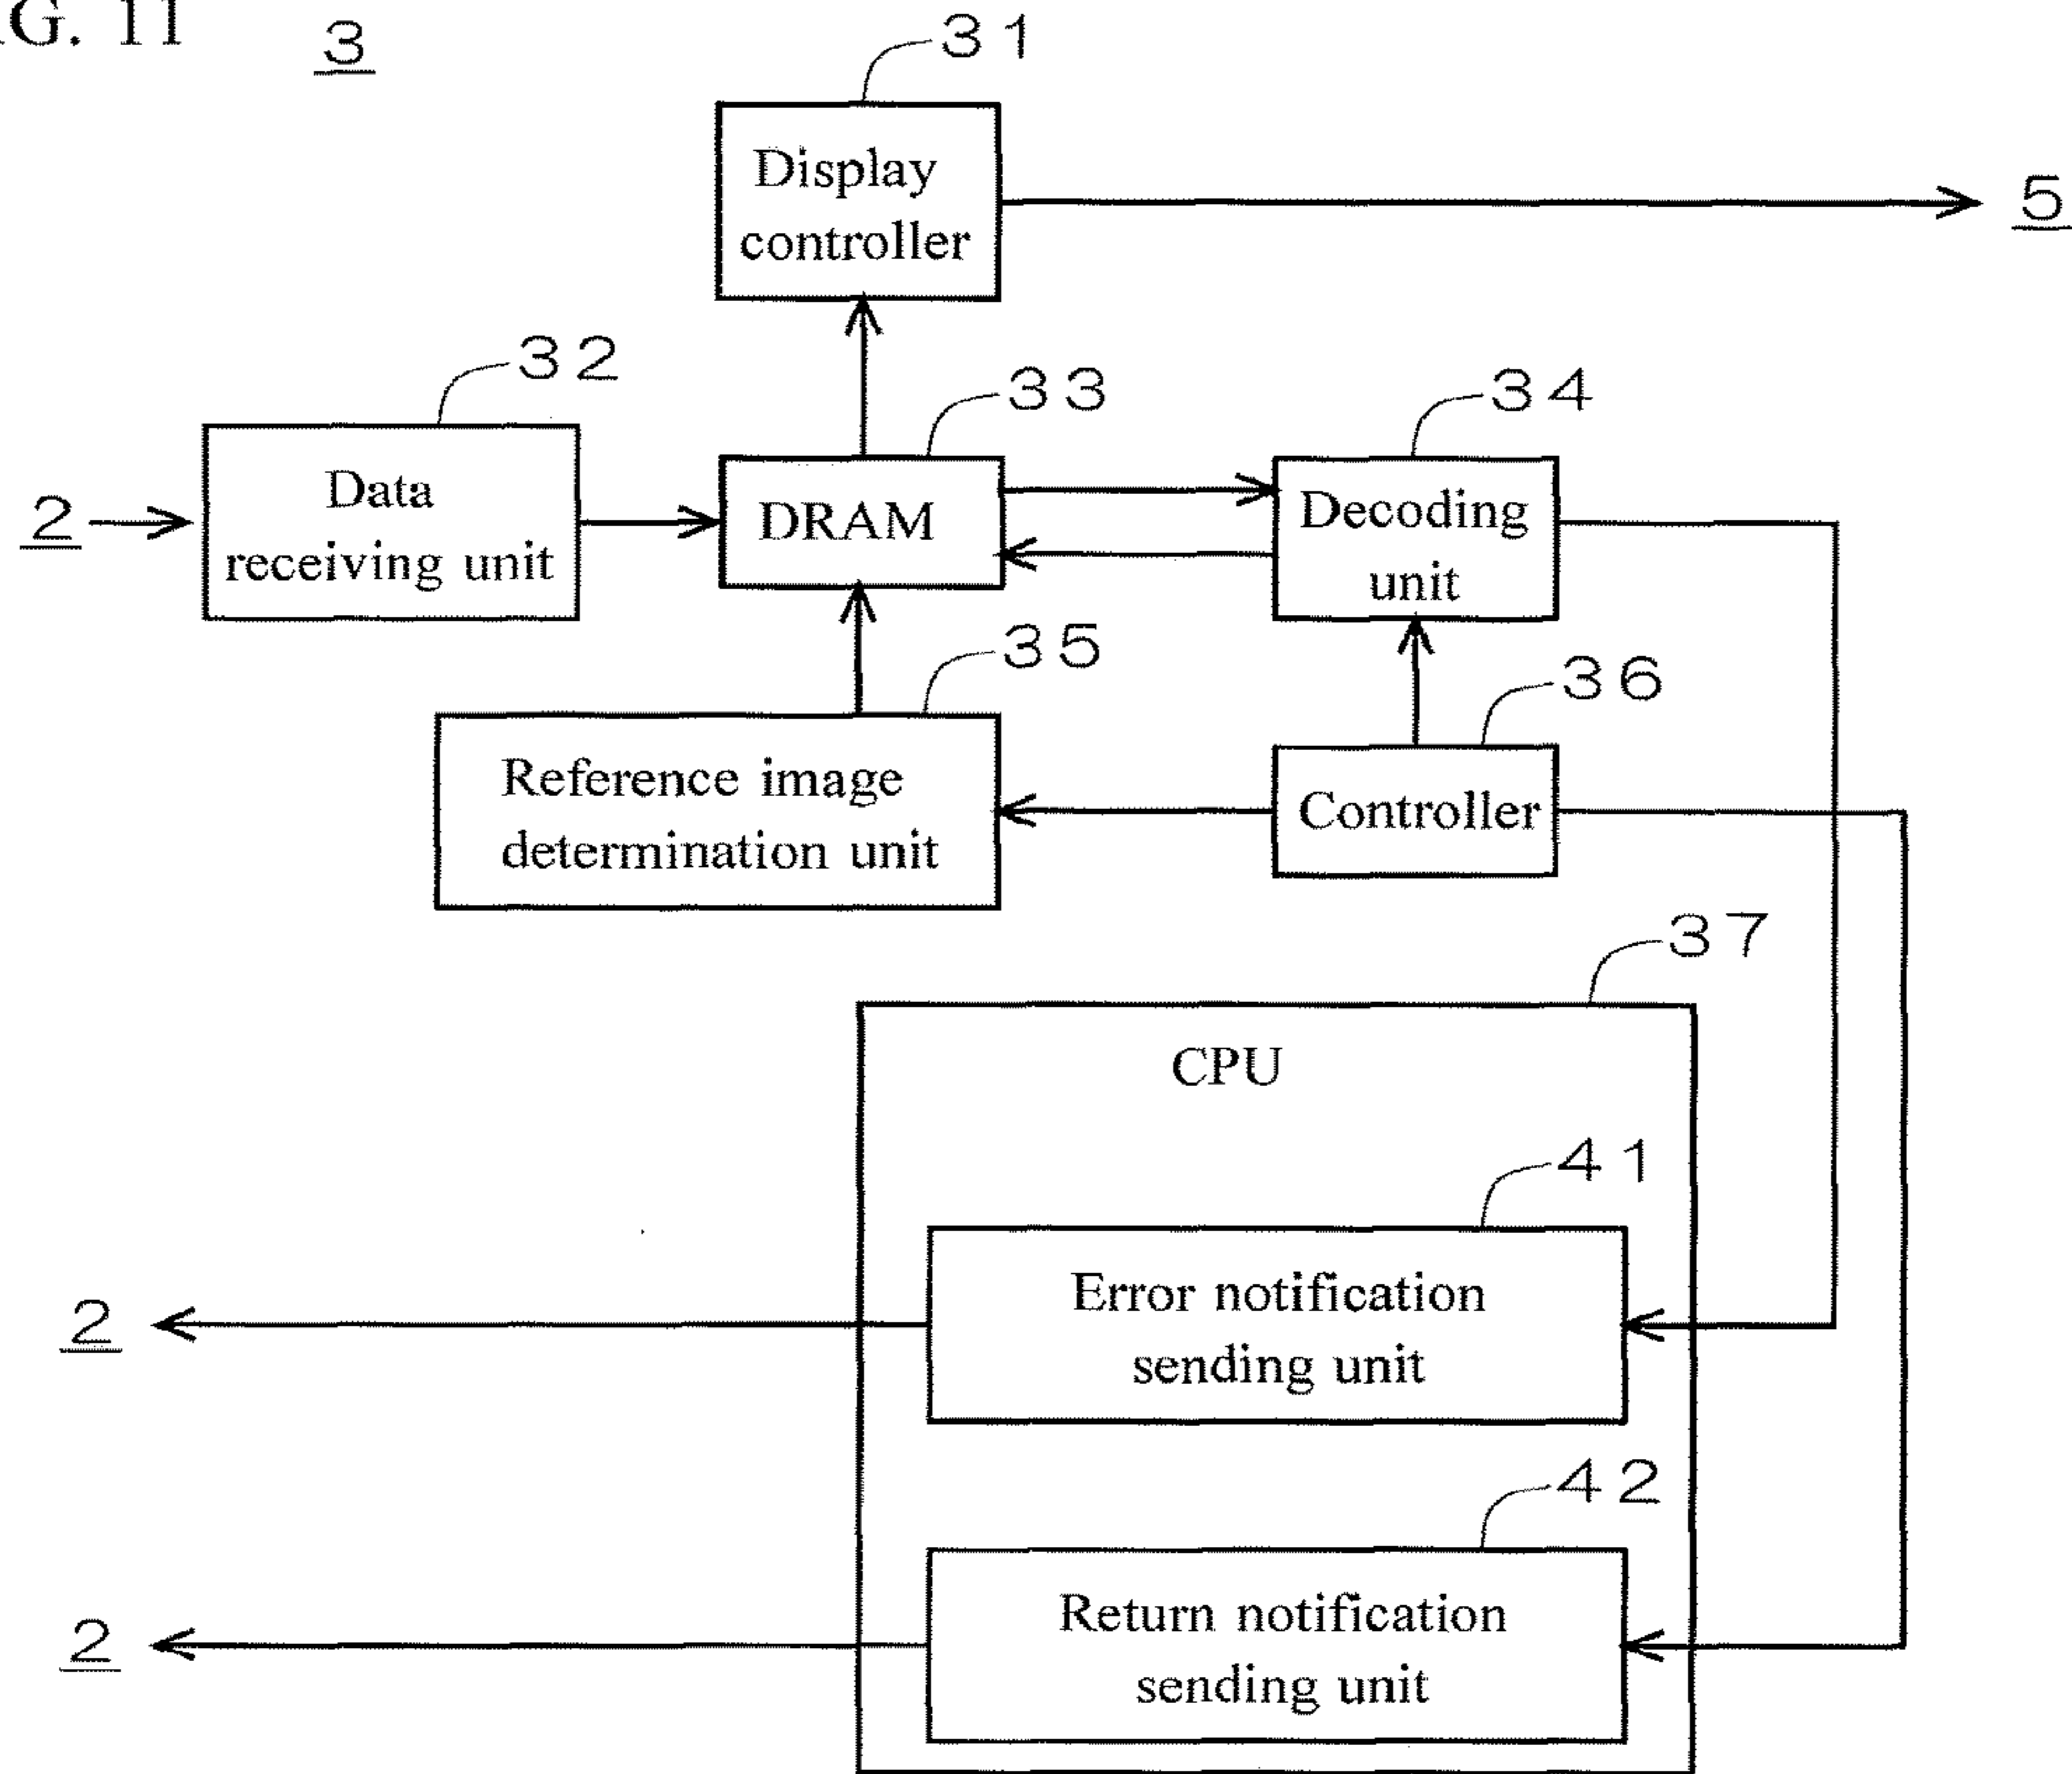 G. 11
3
31
Display
controller
5
32
33
34
2
Data
receiving unit
DRAM
Decoding
unit
35
36
Reference image
determination unit
Controller
37
CPU
41
2
Error notification
sending unit
42
2
Return notification
sending unit